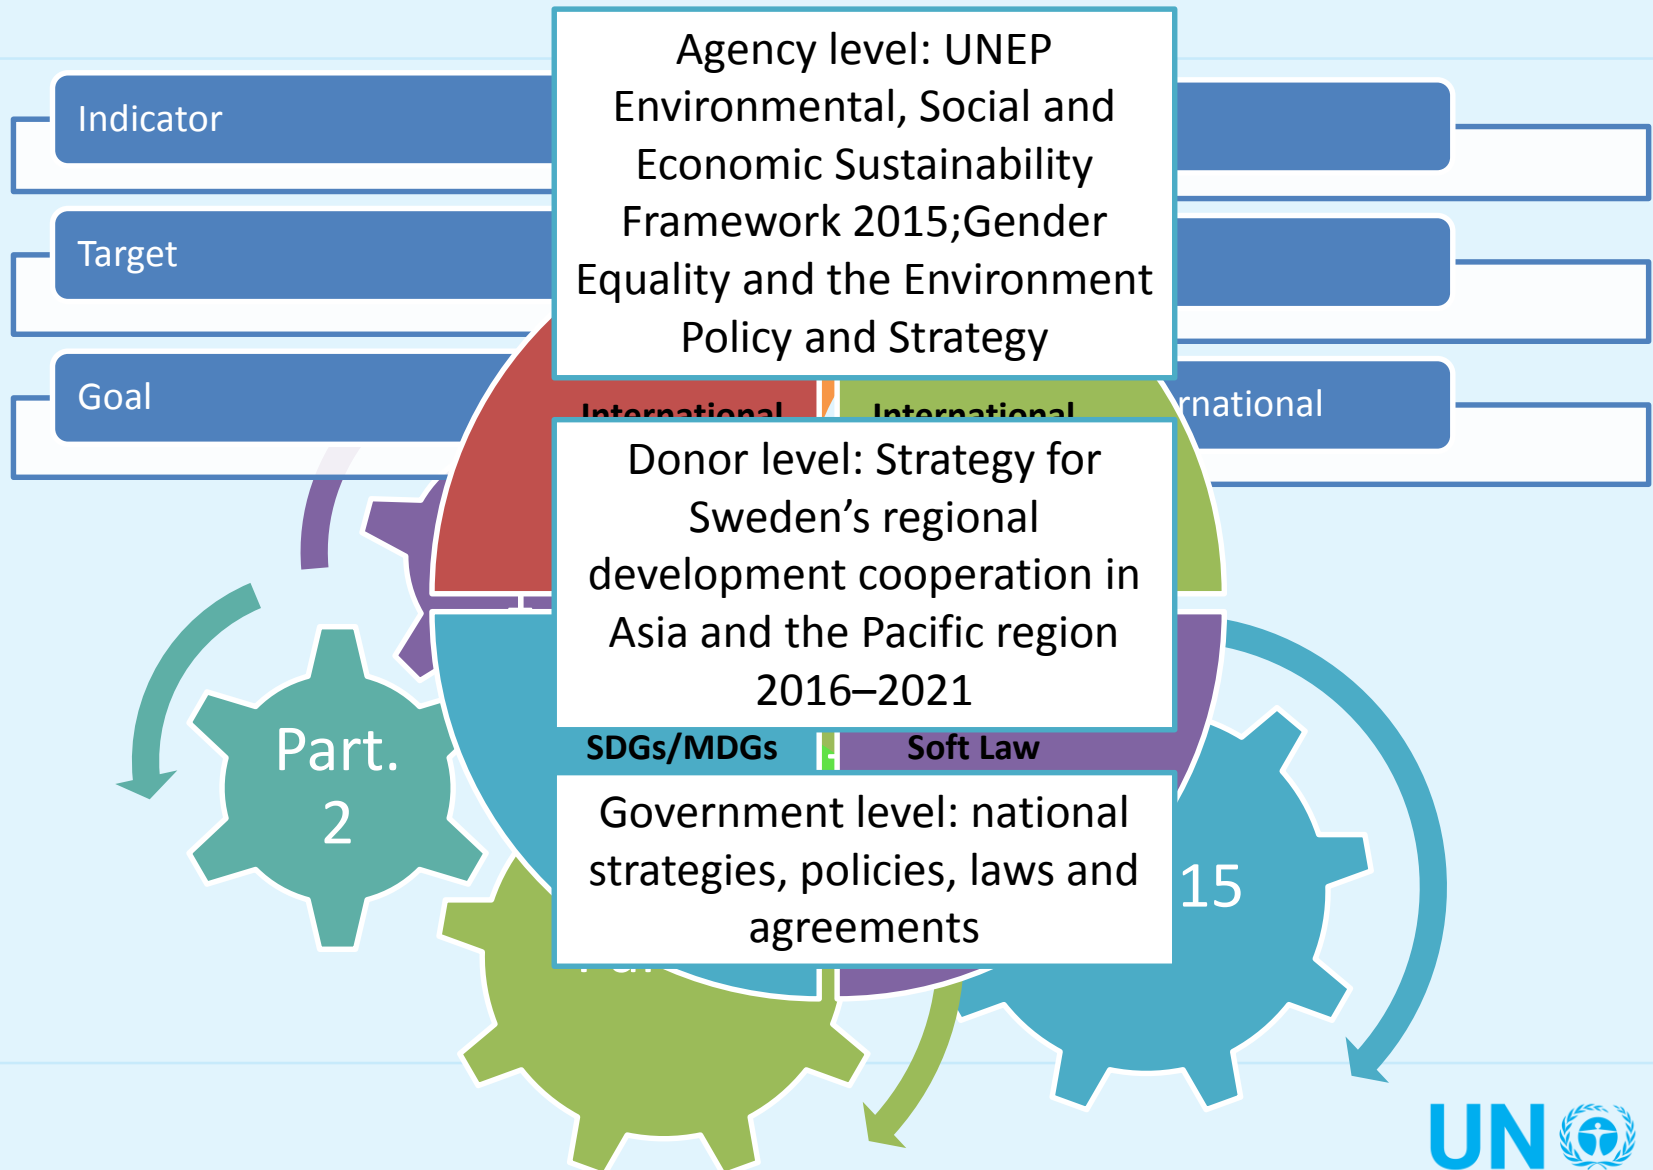 Agency level: UNEP
Environmental, Social and
Economic Sustainability
Framework 2015;Gender
Equality and the Environment
Policy and Strategy
Indicator
Target
Goal
rnational
International
International
Donor level: Strategy for
Sweden’s regional
development cooperation in
Asia and the Pacific region
2016–2021
SDGs/MDGs
Soft Law
Part.
2
Government level: national
strategies, policies, laws and
agreements
15
UN